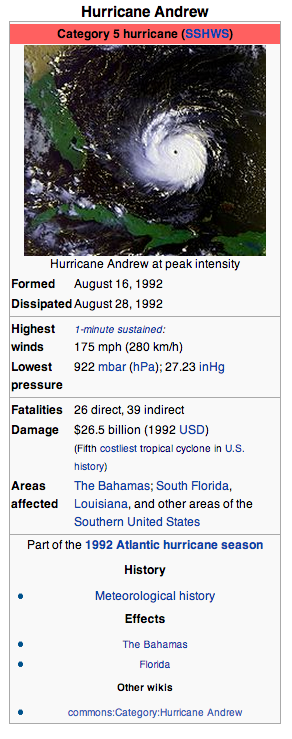 Hurricane Andrew
Category 5 hurricane (SSHWS)
Hurricane Andrew at peak intensity
Formed August 16, 1992
Dissipated August 28, 1992
Highest winds 1-minute sustained:
175 mph (280 km/h)
Lowest pressure 922 mbar (hPa); 27.23 inHg
Fatalities 26 direct, 39 indirect
Damage $26.5 billion (1992 USD)
(Fifth costliest tropical cyclone in U.S.
history)
Areas affected The Bahamas; South Florida,
Louisiana, and other areas of the
Southern United States
Part of the 1992 Atlantic hurricane season
History
• Meteorological history
Effects
• The Bahamas
• Florida
Other wikis
• commons:Category:Hurricane Andrew